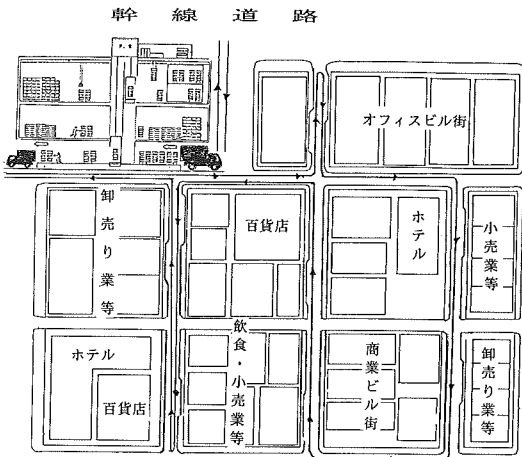 幹線道路
オフィスビル街
卸売り業等
百貨店
ホテル
小売業等
ホテル
百貨店
飲食・小売業等
商業ビル街
卸売り業等